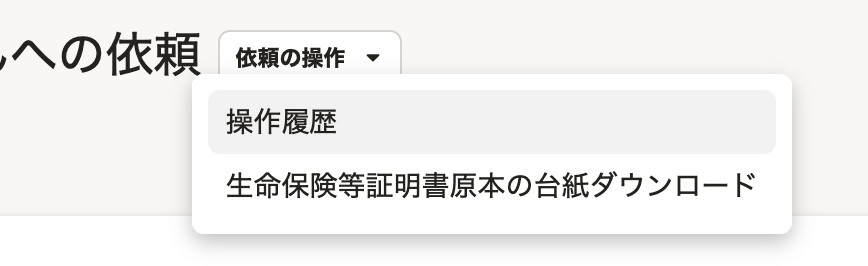 への依頼
依頼の操作
操作履歴
生命保険等証明書原本の台紙ダウンロード